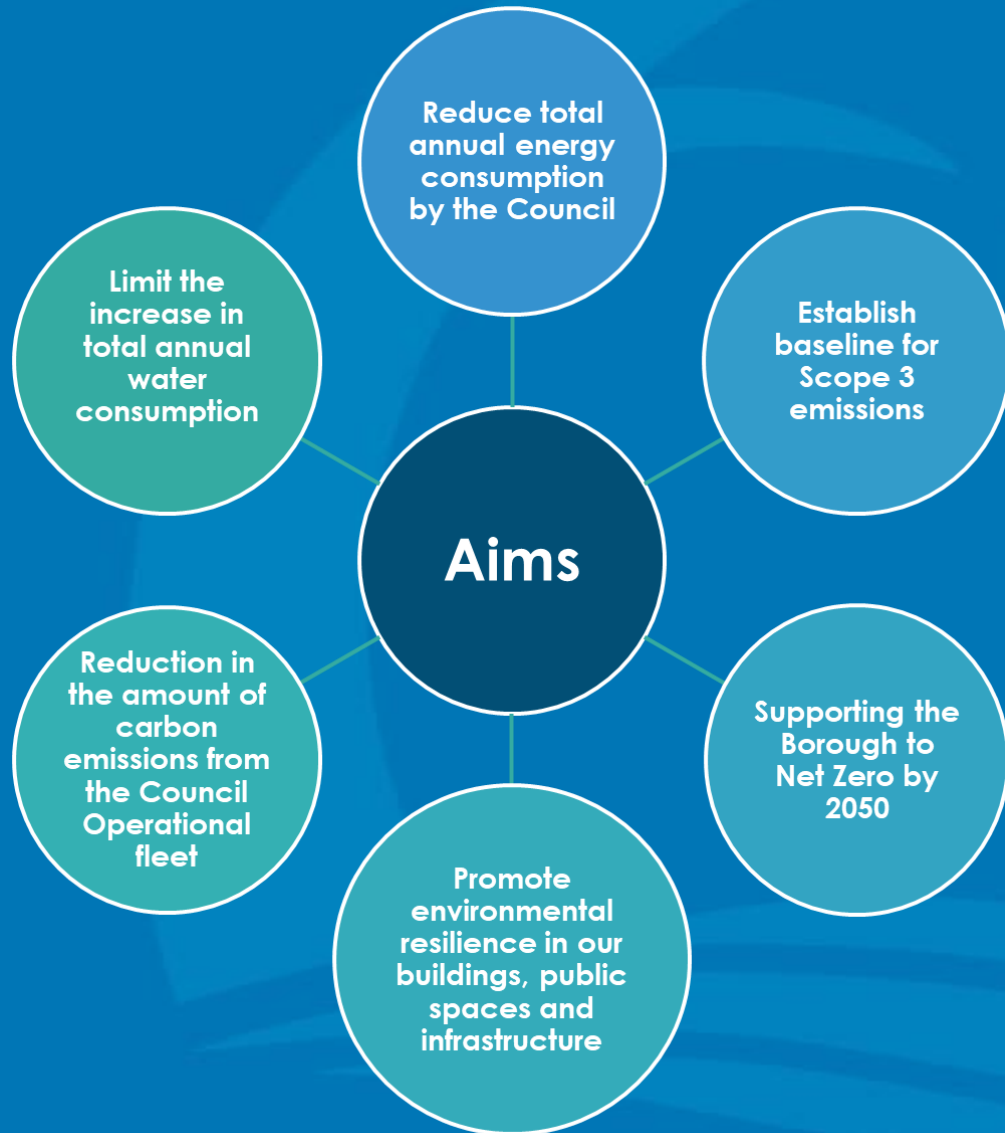 Reduce total
annual energy
consumption
by the Council
Establish
baseline for
Scope 3
emissions
Supporting the
Borough to
Net Zero by
2050
Promote
environmental
resilience in our
buildings, public
spaces and
infrastructure
Reduction in
the amount of
carbon
emissions from
the Council
Operational
fleet
Limit the
increase in
total annual
water
consumption
Aims